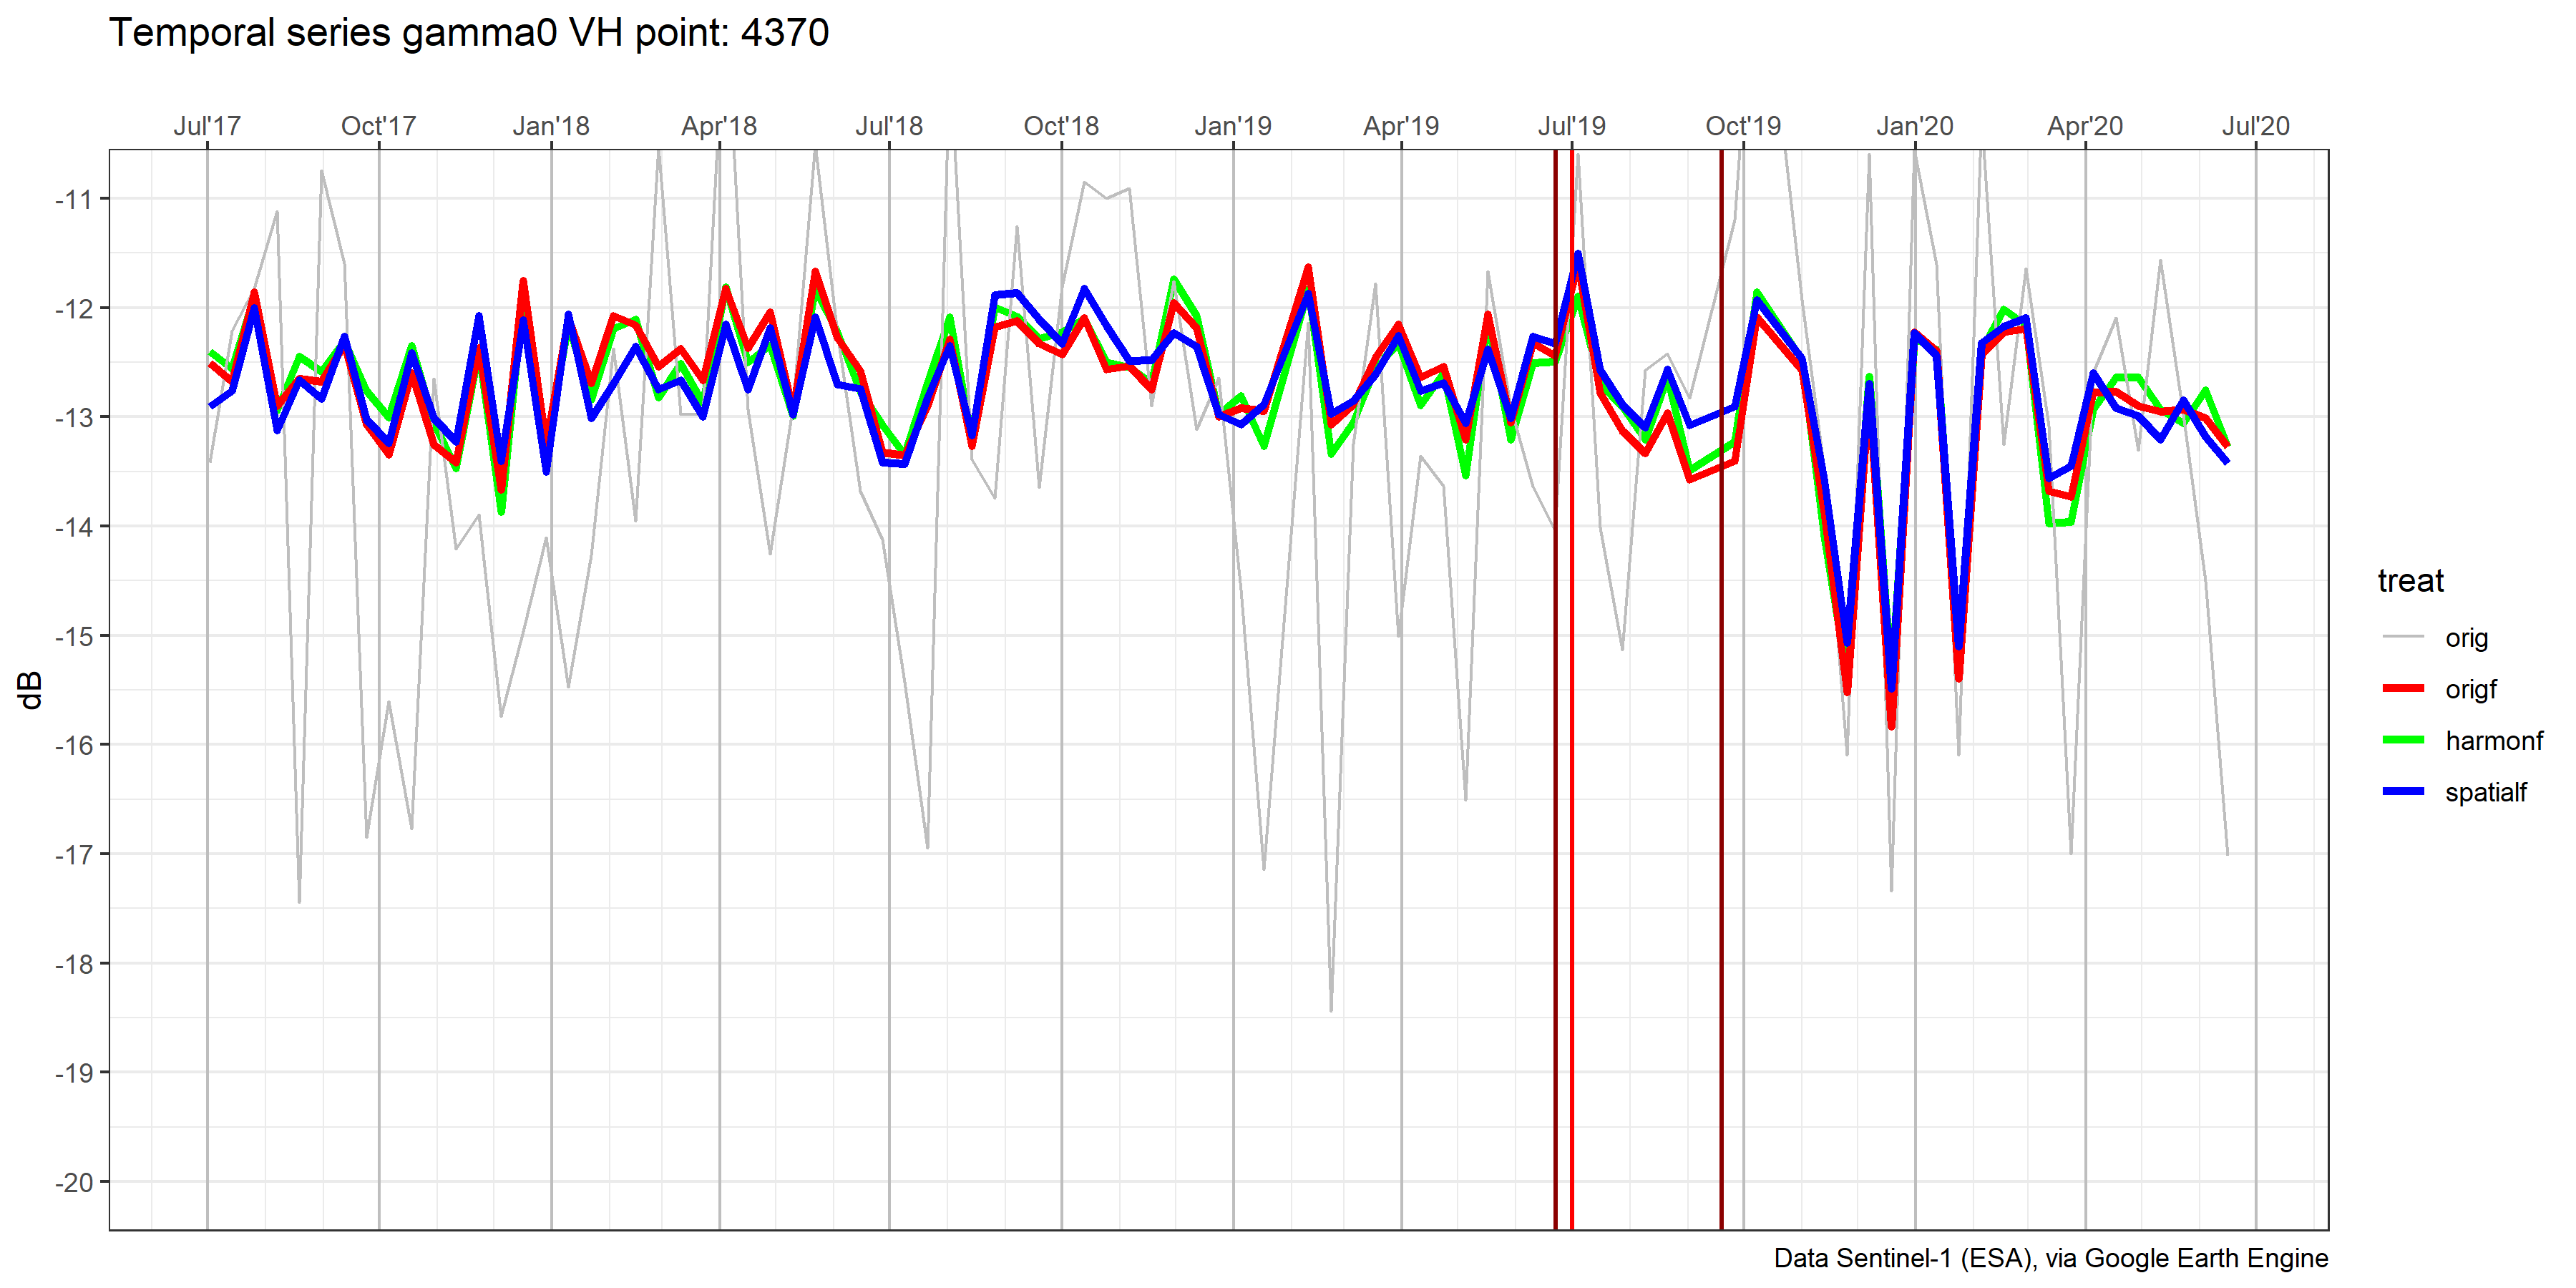 Temporal series gamma0 VH point: 4370
Jul'17 Oct'17 Jan'18 Apr'18 Jul'18 Oct'18 Jan'19 Apr'19 Jul'19 Oct'19 Jan'20 Apr'20 Jul'20
-11
-12
-13
-14
-15
-16
-17
-18
-19
-20
dB
treat
orig
origf
harmonf
spatialf
Data Sentinel-1 (ESA), via Google Earth Engine